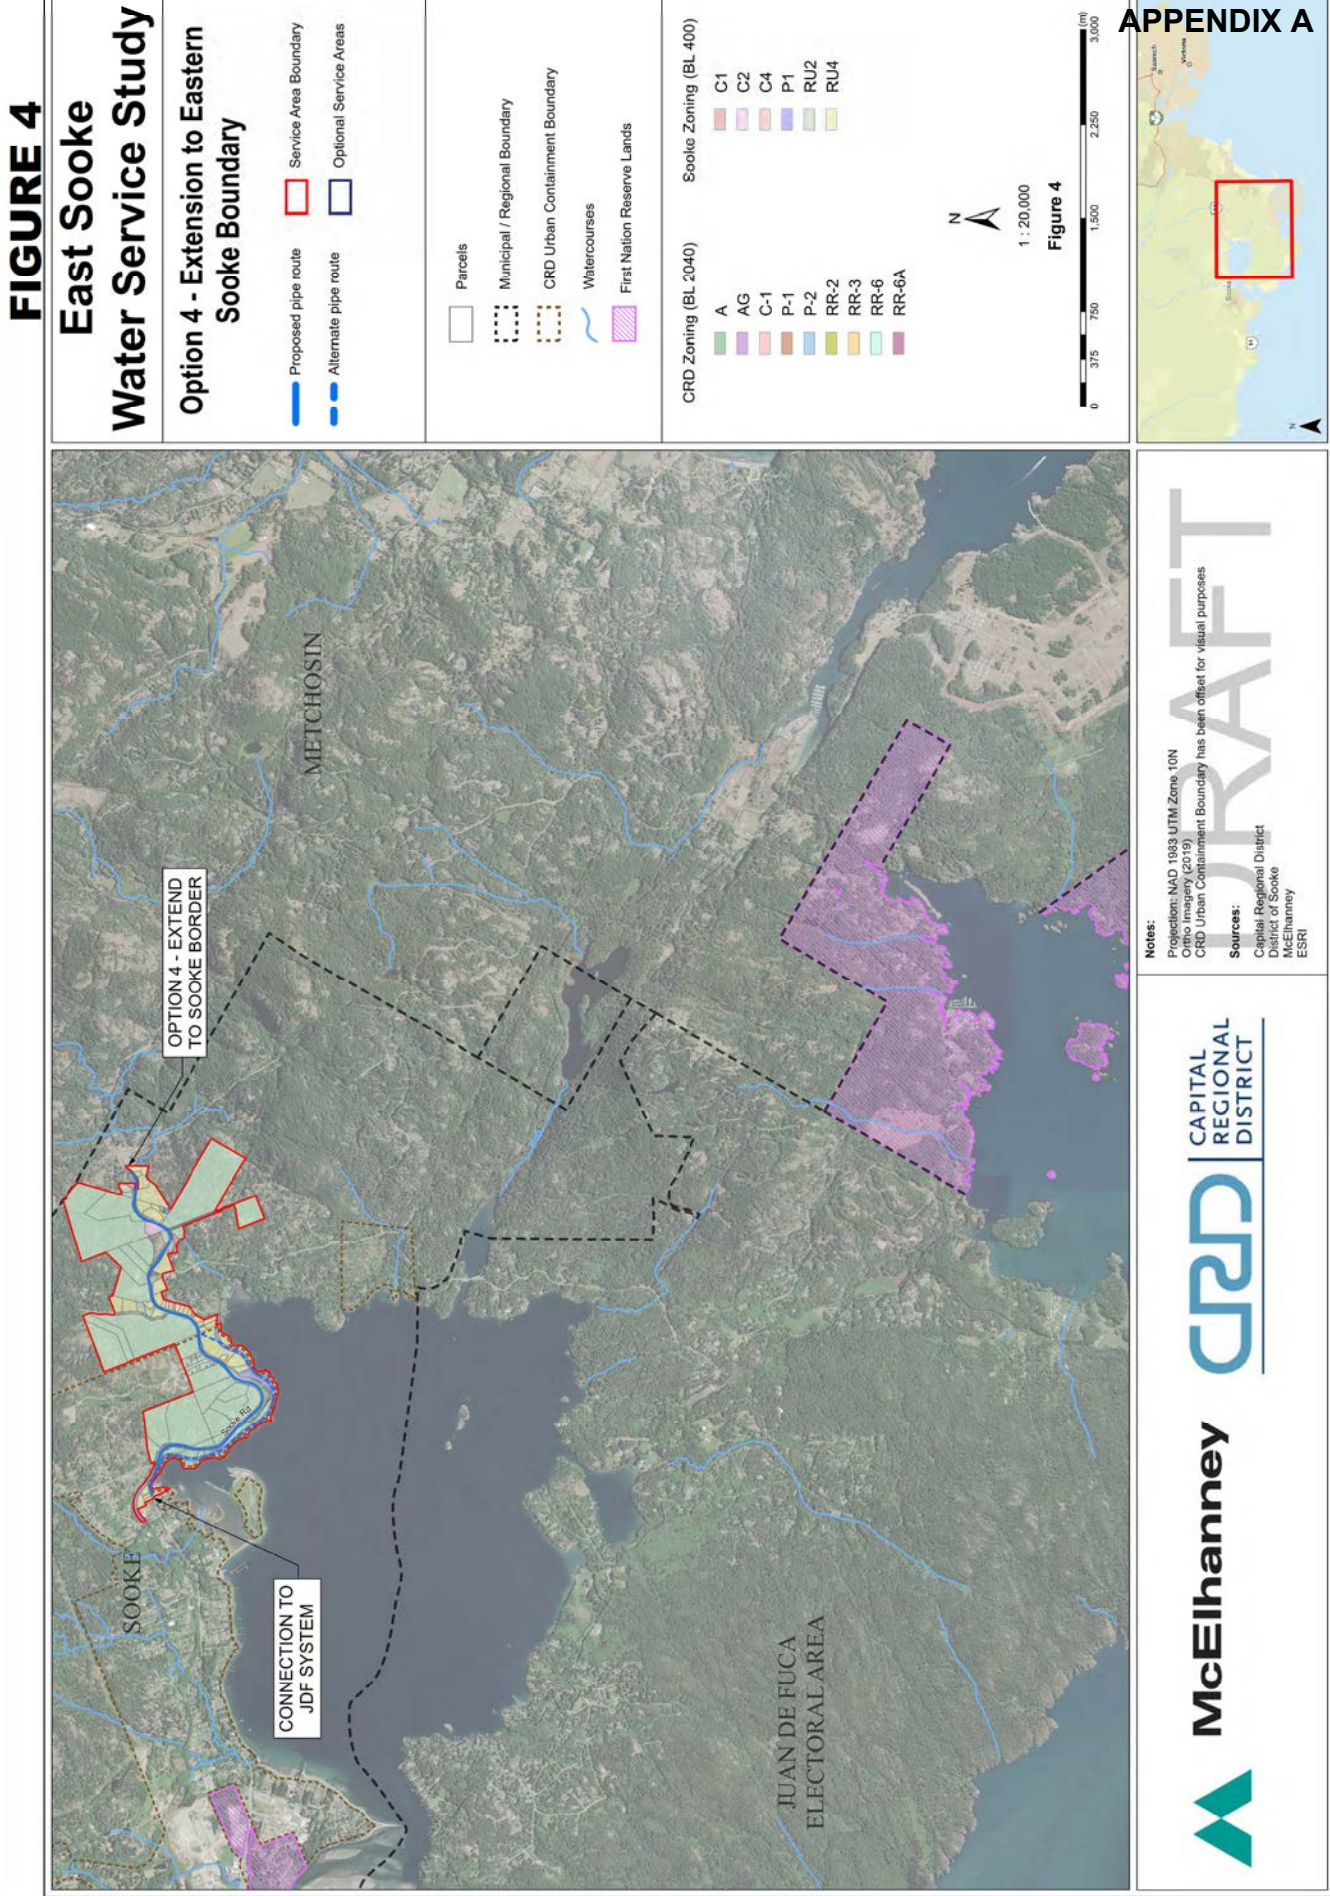 APPENDIX A
FIGURE 4
East Sooke
Water Service Study
Option 4 - Extension to Eastern
Sooke Boundary
Proposed pipe route
Alternate pipe route
Service Area Boundary
Optional Service Areas
Parcels
Municipal / Regional Boundary
CRD Urban Containment Boundary
Watercourses
First Nation Reserve Lands
CRD Zoning (BL 2040)
A
AG
C-1
P-1
P-2
RR-2
RR-3
RR-6
RR-6A
Sooke Zoning (BL 400)
C1
C2
C4
P1
RU2
RU4
N
1 : 20,000
Figure 4
0 375 750 1,500 2,250 3,000
(m)
OPTION 4 - EXTEND
TO SOOKE BORDER
METCHOSIN
SOOKE
Sooke Rd
CONNECTION TO
JDF SYSTEM
JUAN DE FUCA
ELECTORAL AREA
Saanich
Victoria
Sooke
N
Notes:
Projection: NAD 1983 UTM Zone 10N
Ortho Imagery (2019)
CRD Urban Containment Boundary has been offset for visual purposes
Sources:
Capital Regional District
District of Sooke
McElhanney
ESRI
DRAFT
McElhanney
CRD
CAPITAL
REGIONAL
DISTRICT